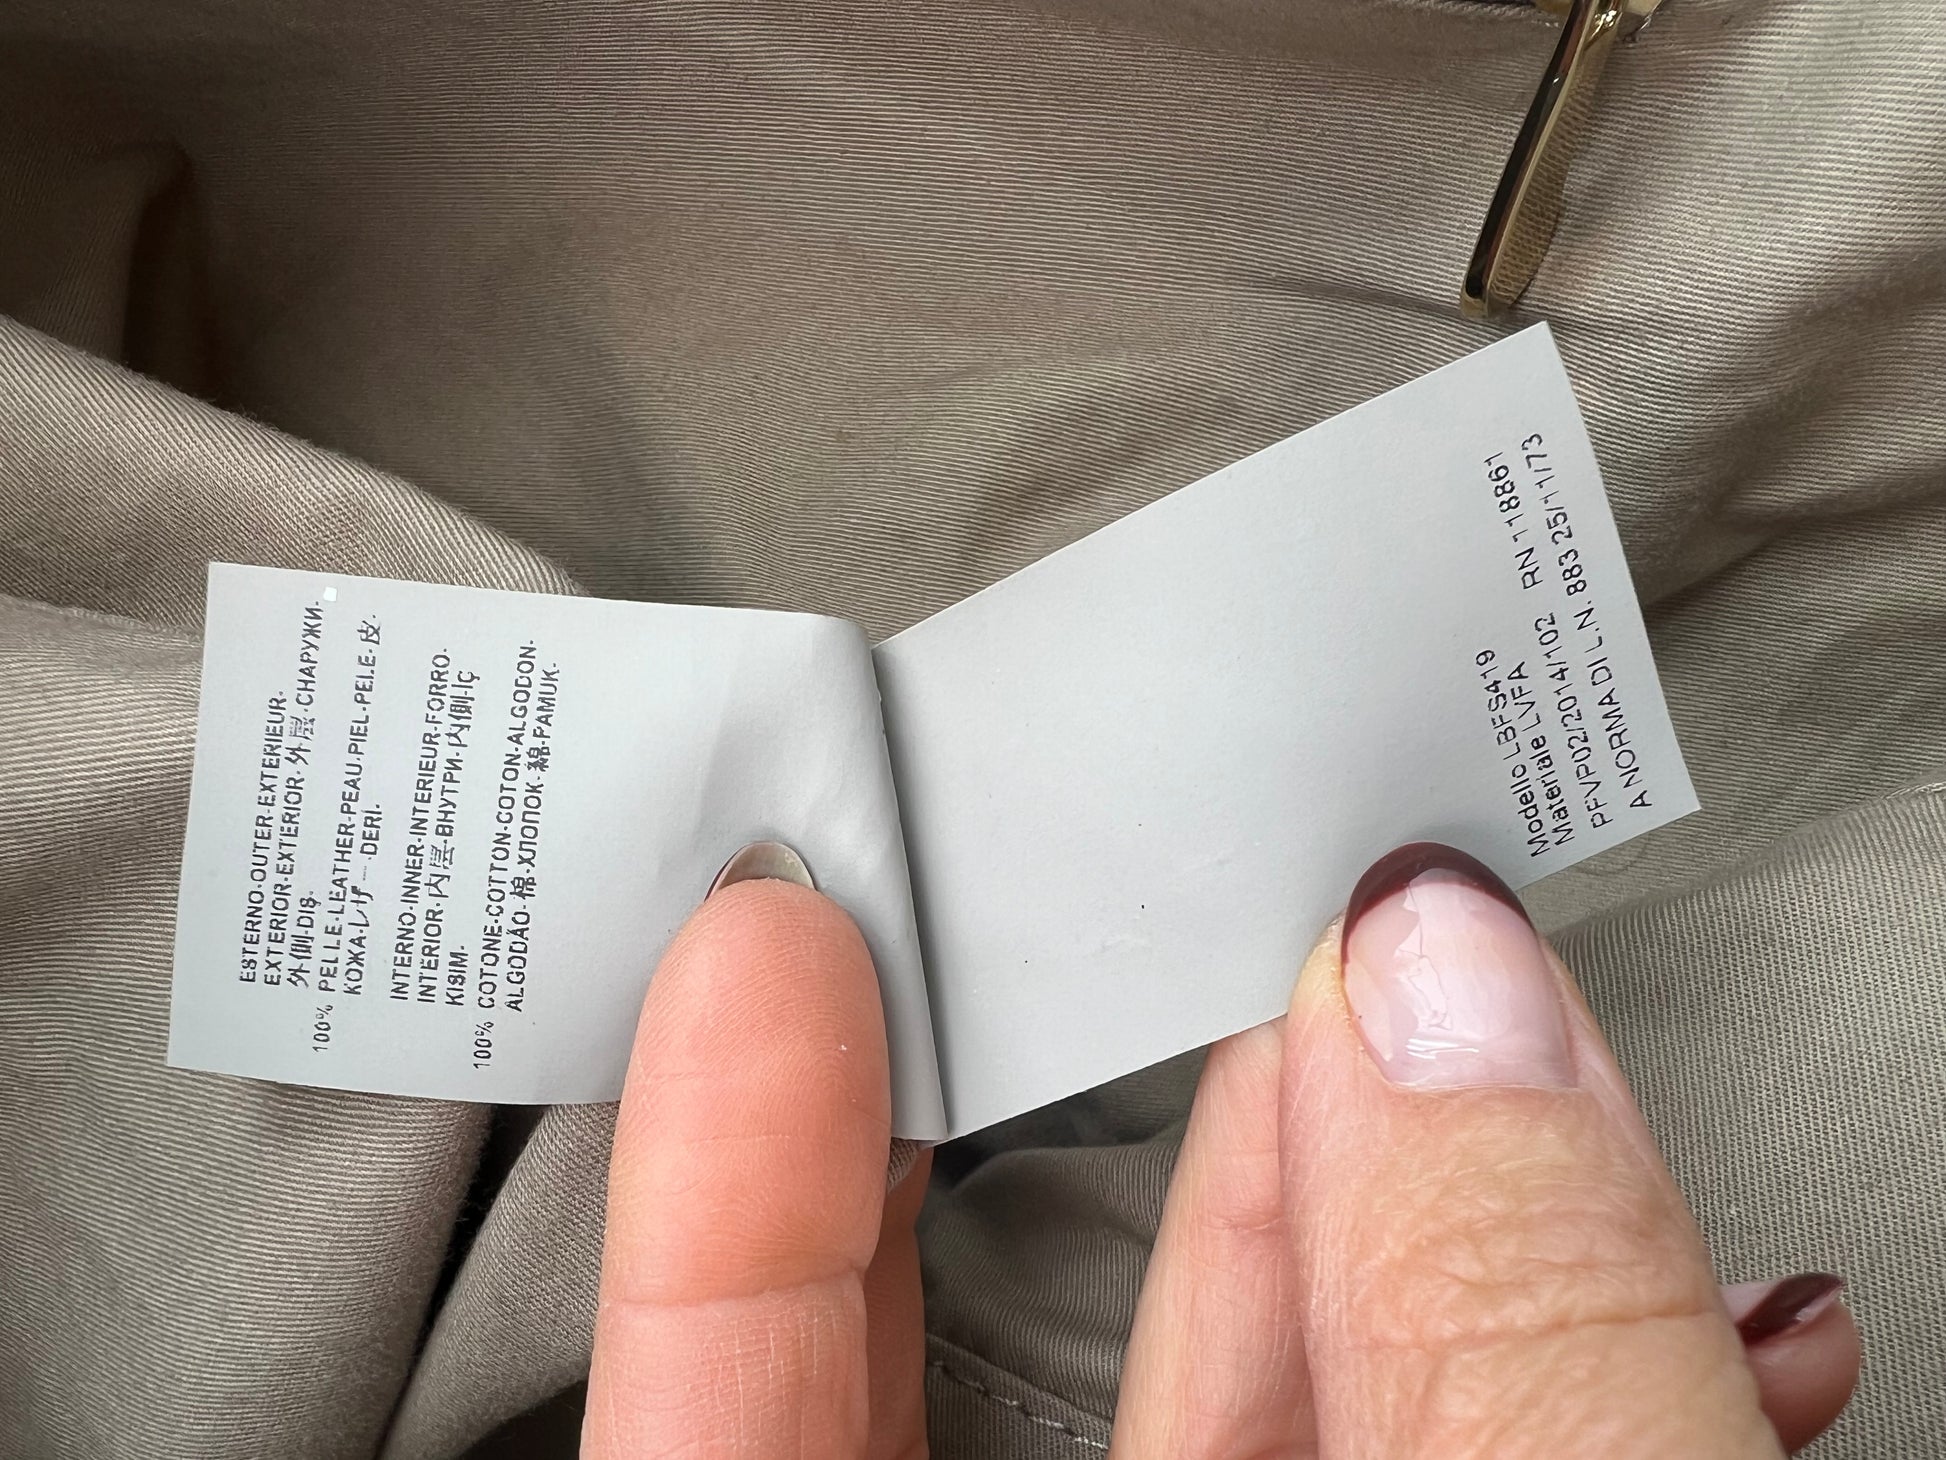 ESTERNO-OUTER-EXTERIEUR-
EXTERIOR-EXTERIOR- 外层-СНАРУЖИ-
外側-DIŞ.
100% PELLE-LEATHER-PEAU-PIEL-PELE-皮-
КОЖА-レザー-DERİ.
INTERNO-INNER-INTERIEUR-FORRO-
INTERIOR-内层-ВНУТРИ-内側-İÇ
KISIM.
100% COTONE-COTTON-COTON-ALGODON-
ALGODÃO-棉-ХЛОПОК-綿-PAMUK-
Modello LBFS419
Materiale LVFA RN 118861
PFVP02/2014/102
A NORMA DI L.N. 883 25/11/73